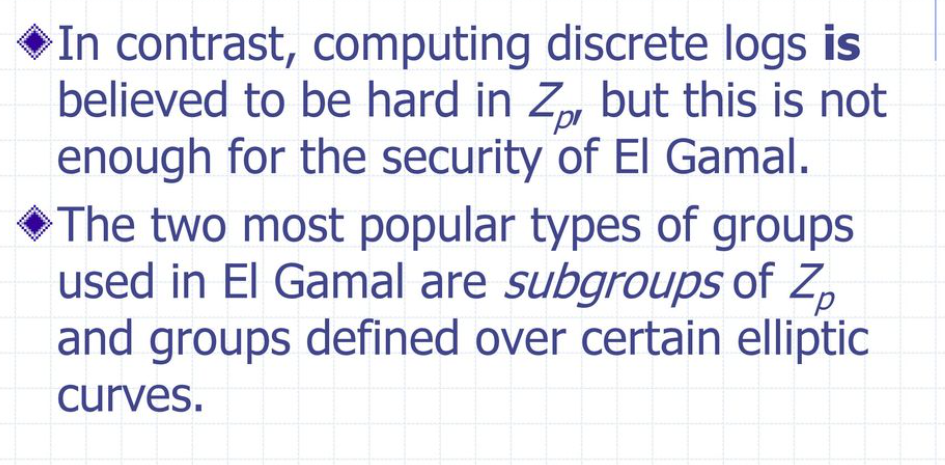 In contrast, computing discrete logs is
believed to be hard in Zp, but this is not
enough for the security of El Gamal.
The two most popular types of groups
used in El Gamal are subgroups of Zp
and groups defined over certain elliptic
curves.